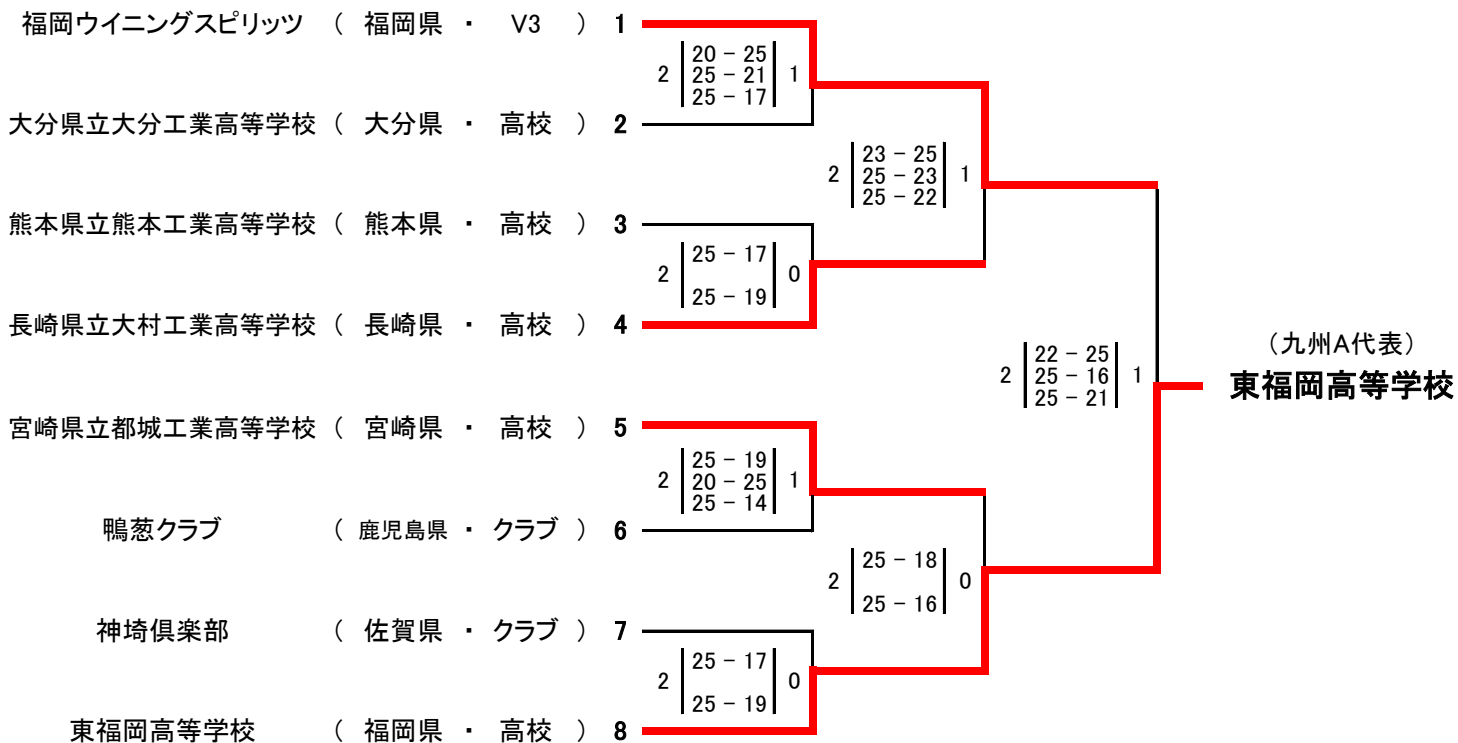 福岡ウイニングスピリッツ （ 福岡県 ・ V3 ） 1
2 20 − 25 1
25 − 21
25 − 17
大分県立大分工業高等学校 （ 大分県 ・ 高校 ） 2
2 23 − 25 1
25 − 23
25 − 22
熊本県立熊本工業高等学校 （ 熊本県 ・ 高校 ） 3
2 25 − 17 0
25 − 19
長崎県立大村工業高等学校 （ 長崎県 ・ 高校 ） 4
2 22 − 25 1
25 − 16
25 − 21
（九州A代表）
東福岡高等学校
宮崎県立都城工業高等学校 （ 宮崎県 ・ 高校 ） 5
2 25 − 19 1
20 − 25
25 − 14
鴨葱クラブ （ 鹿児島県 ・ クラブ ） 6
2 25 − 18 0
25 − 16
神埼倶楽部 （ 佐賀県 ・ クラブ ） 7
2 25 − 17 0
25 − 19
東福岡高等学校 （ 福岡県 ・ 高校 ） 8